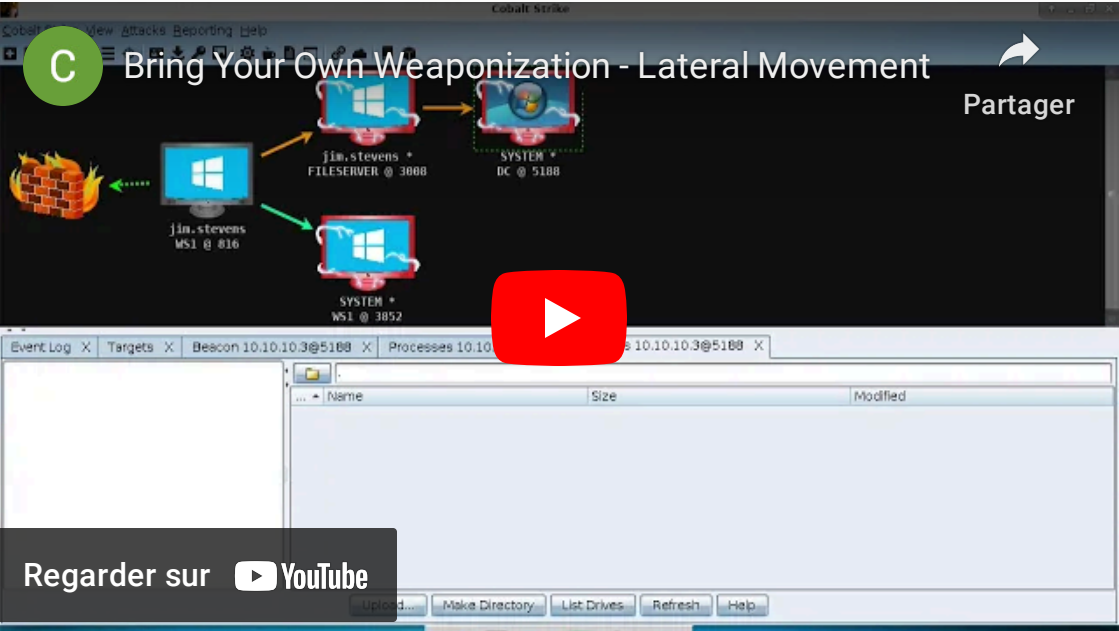 Cobalt Strike
View Attacks Reporting Help
C
Bring Your Own Weaponization - Lateral Movement
Partager
jim.stevens *
FILESERVER @ 3008
SYSTEM *
DC @ 5188
jim.stevens
WS1 @ 816
SYSTEM *
WS1 @ 3852
Event Log X Targets X Beacon 10.10.10.3@5188 X Processes 10.10 s 10.10.10.3@5188 X
.
... Name Size Modified
Regarder sur YouTube
Upload... Make Directory List Drives Refresh Help